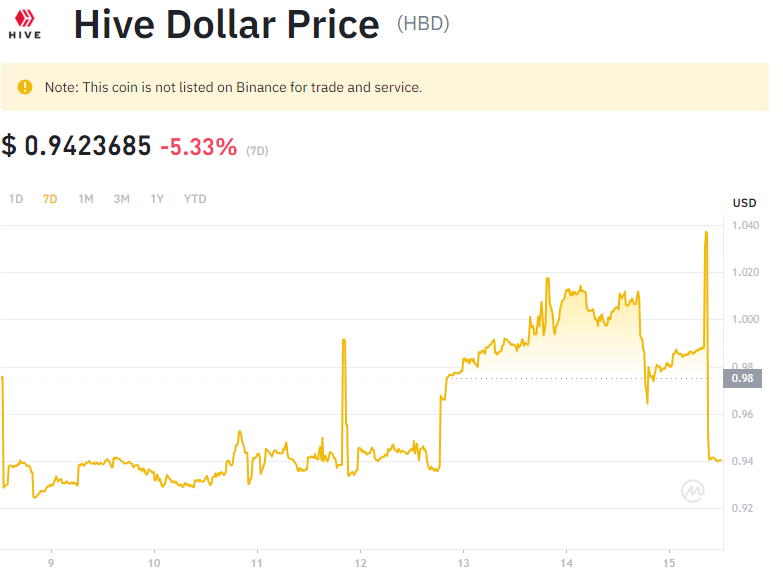 HIVE
Hive Dollar Price (HBD)
Note: This coin is not listed on Binance for trade and service.
$ 0.9423685 -5.33% (7D)
1D 7D 1M 3M 1Y YTD
USD
1.040
1.020
1.000
0.98
0.98
0.96
0.94
0.92
9 10 11 12 13 14 15